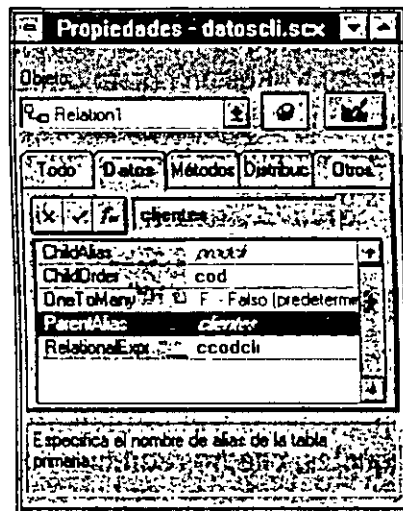 Propiedades - datoscli.scx
Objeto:
Relation1
Todo Datos Métodos Distribuc. Otros
clientes
ChildAlias
ChildOrder cod
OneToMany F - Falso (predetermi
ParentAlias clientes
RelationalExpr ccodcli
Especifica el nombre de alias de la tabla
primaria.